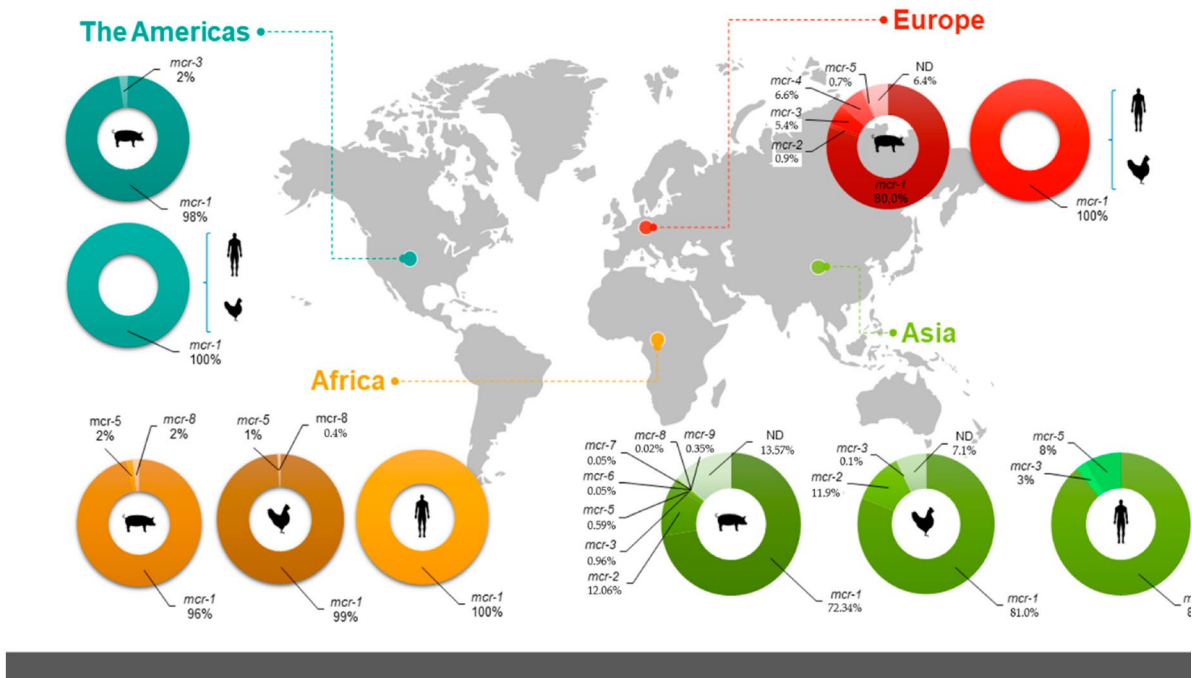 The Americas
Europe
mcr-3
2%
mcr-1
98%
mcr-1
100%
mcr-5
0.7%
ND
6.4%
mcr-4
6.6%
mcr-3
5.4%
mcr-2
0.9%
mcr-1
80,0%
mcr-1
100%
Asia
Africa
mcr-5
2%
mcr-8
2%
mcr-1
96%
mcr-5
1%
mcr-8
0.4%
mcr-1
99%
mcr-1
100%
mcr-7
0.05%
mcr-8
0.02%
mcr-9
0.35%
ND
13.57%
mcr-6
0.05%
mcr-5
0.59%
mcr-3
0.96%
mcr-2
12.06%
mcr-1
72.34%
mcr-3
0.1%
ND
7.1%
mcr-2
11.9%
mcr-1
81.0%
mcr-5
8%
mcr-3
3%